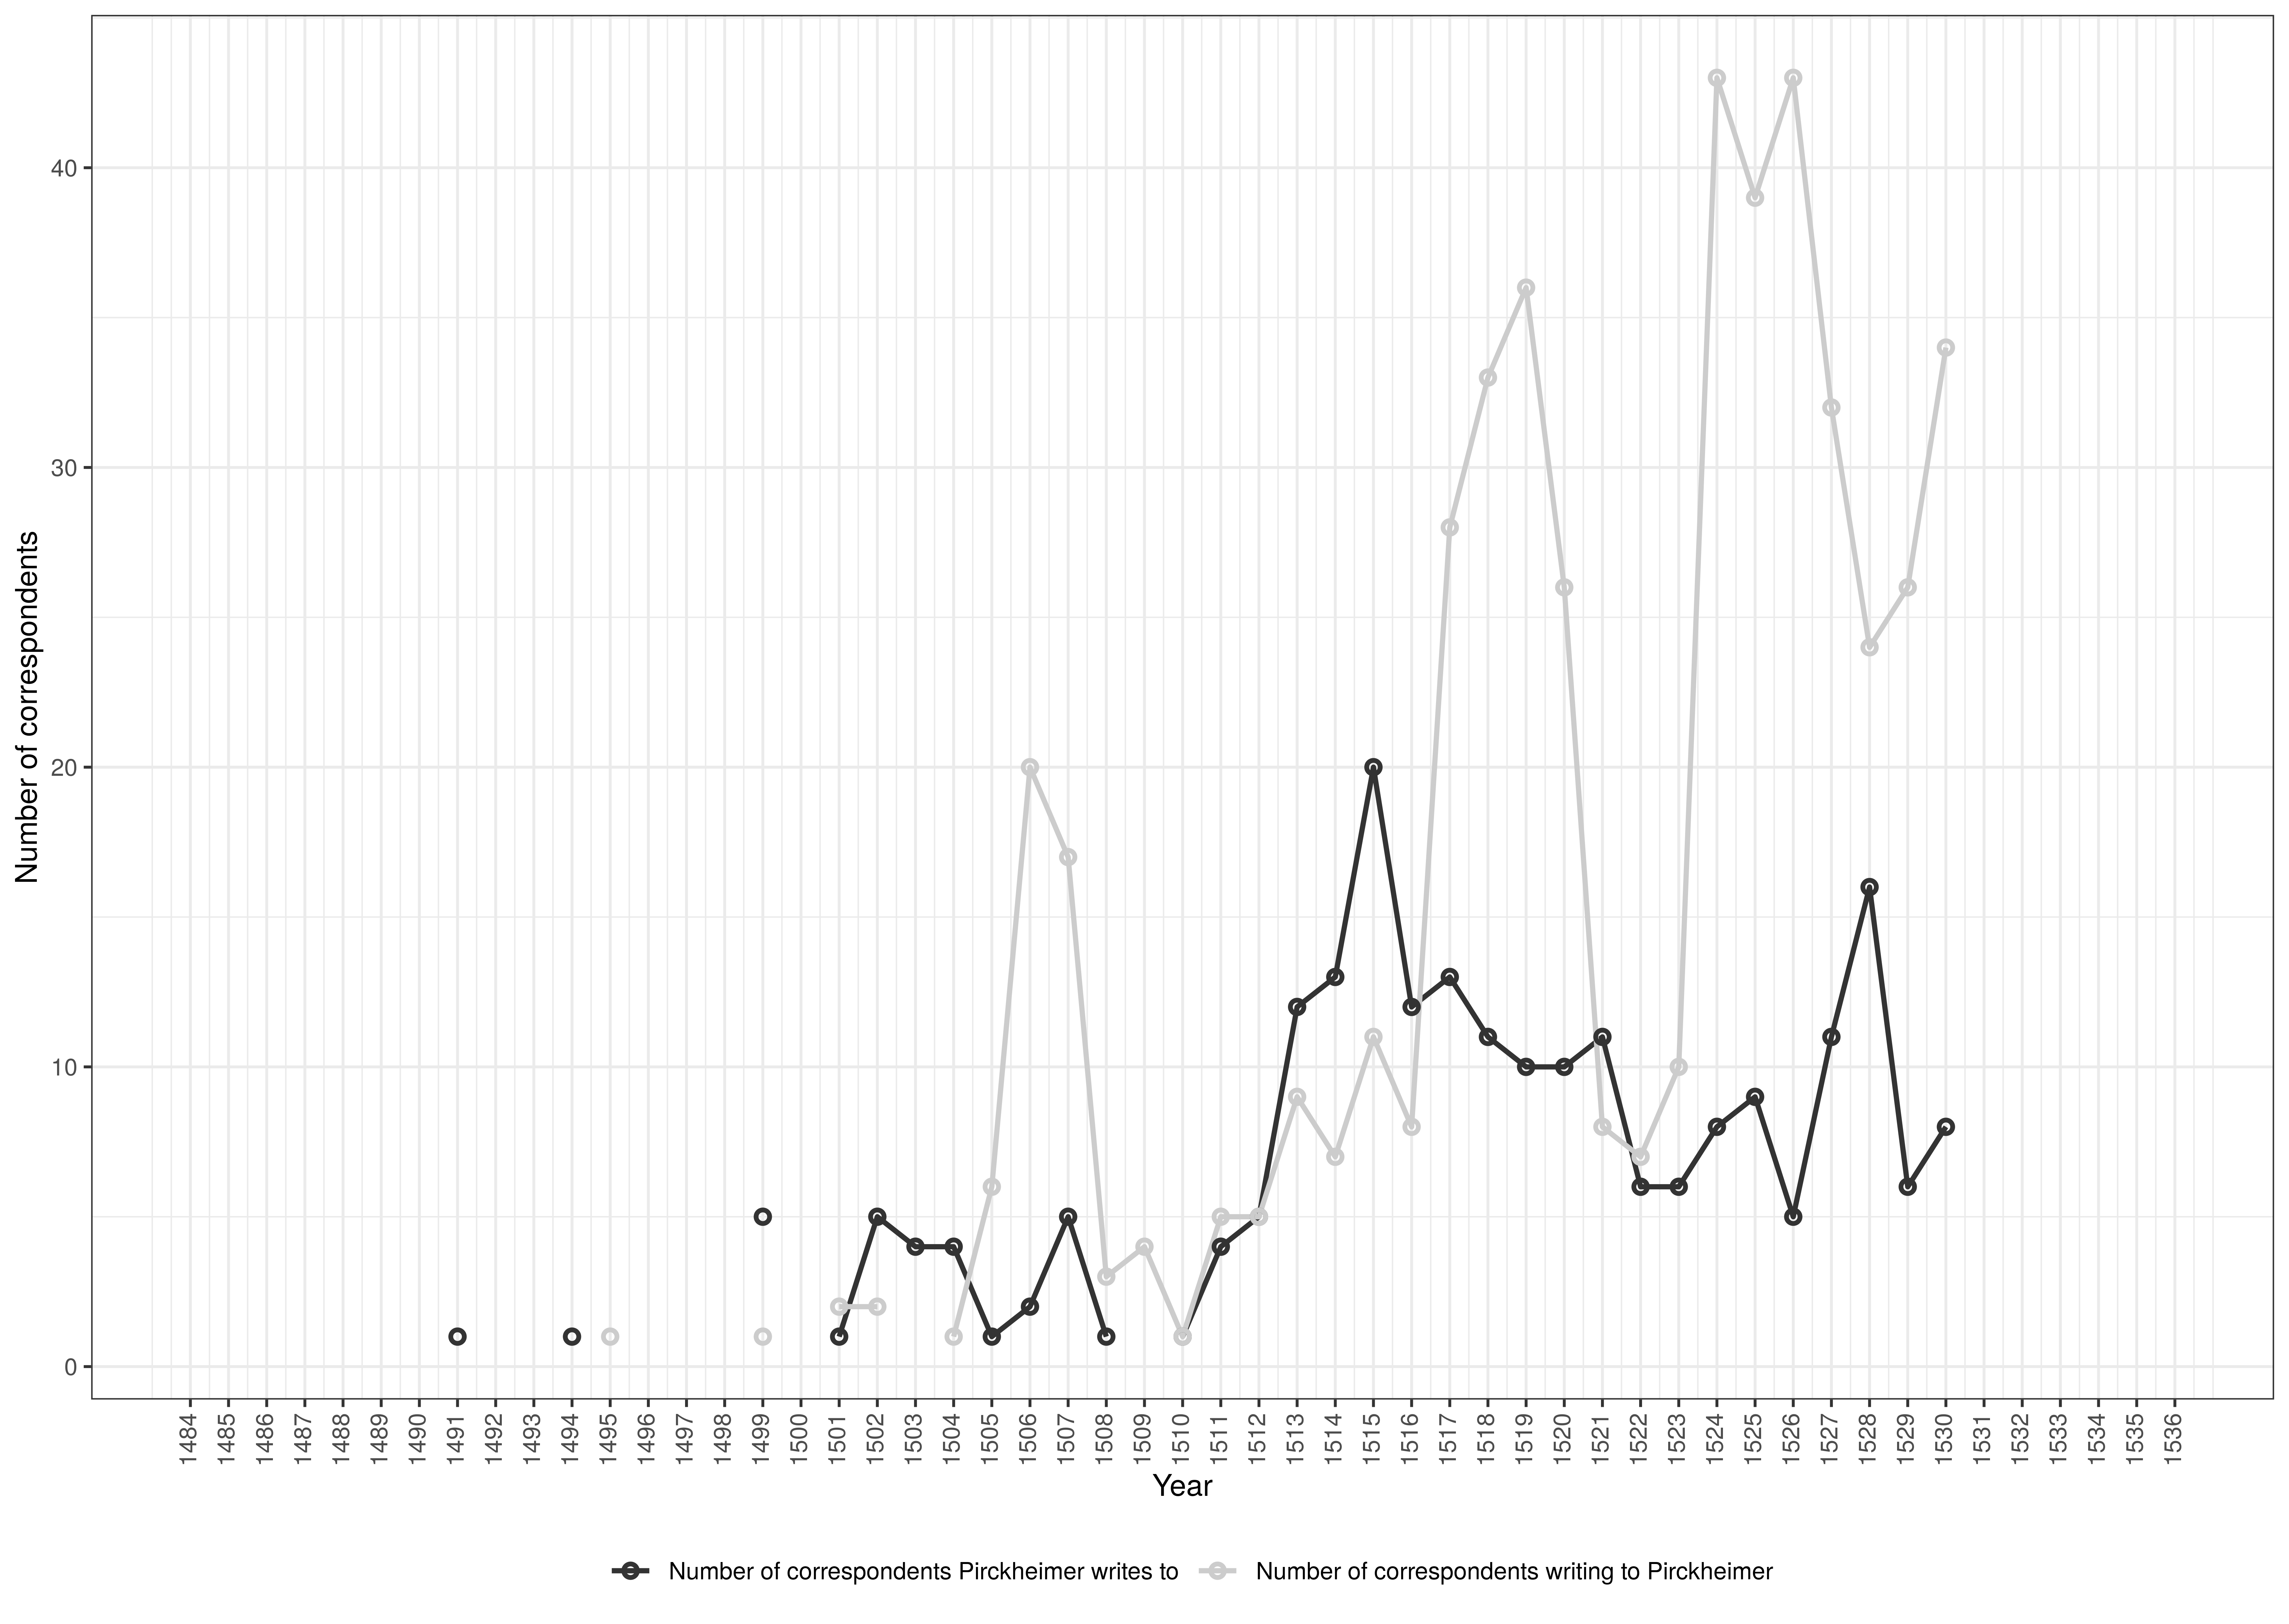 Number of correspondents
40
30
20
10
0
1484 1485 1486 1487 1488 1489 1490 1491 1492 1493 1494 1495 1496 1497 1498 1499 1500 1501 1502 1503 1504 1505 1506 1507 1508 1509 1510 1511 1512 1513 1514 1515 1516 1517 1518 1519 1520 1521 1522 1523 1524 1525 1526 1527 1528 1529 1530 1531 1532 1533 1534 1535 1536
Year
Number of correspondents Pirckheimer writes to Number of correspondents writing to Pirckheimer